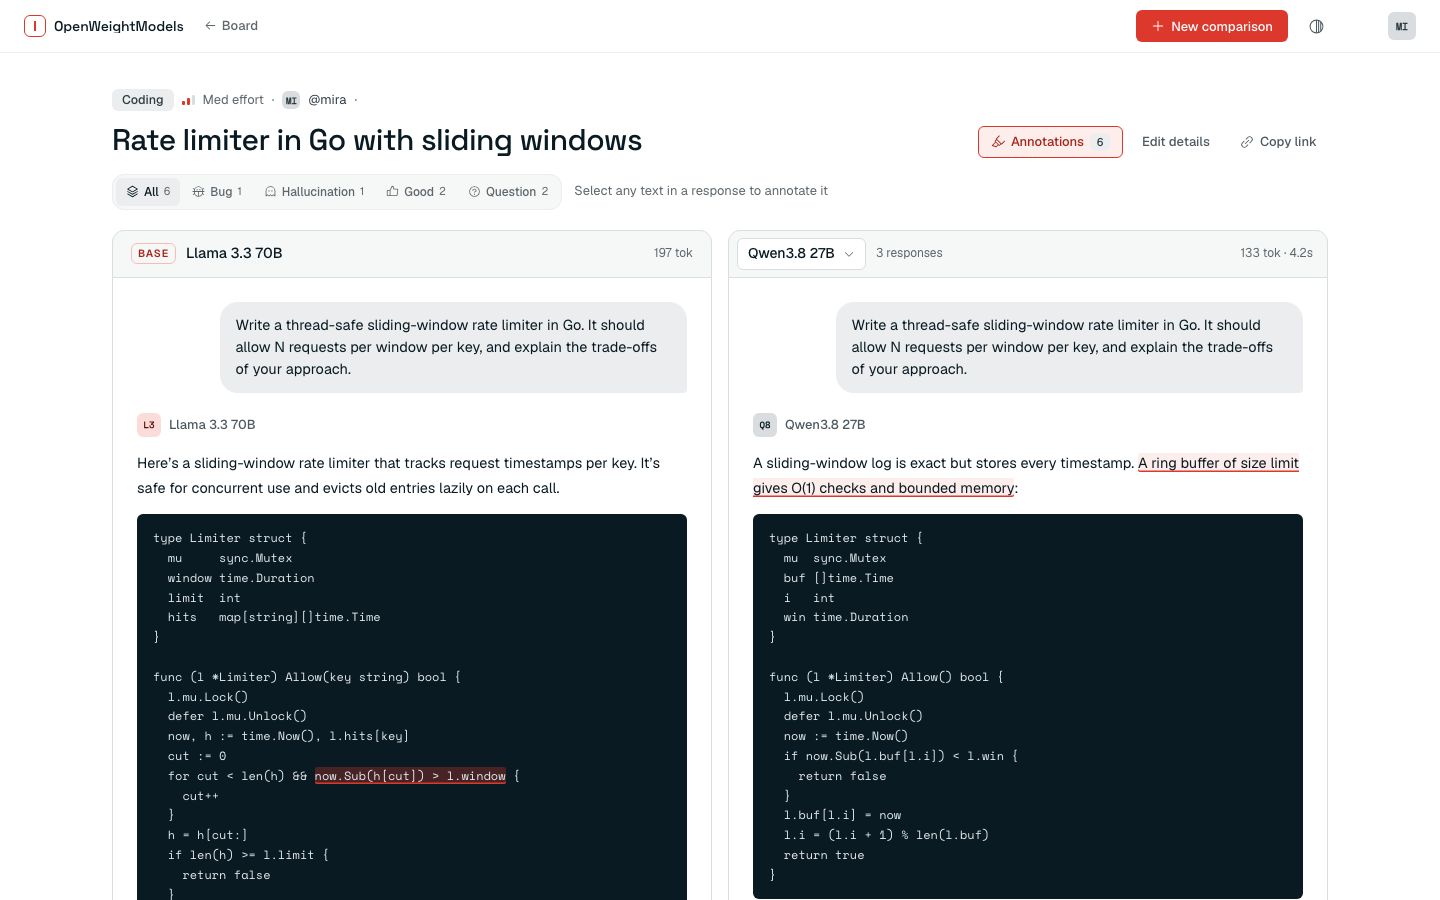 OpenWeightModels
← Board
+ New comparison
MI
Coding
Med effort · MI @mira ·
Rate limiter in Go with sliding windows
Annotations 6
Edit details
Copy link
All 6
Bug 1
Hallucination 1
Good 2
Question 2
Select any text in a response to annotate it
BASE Llama 3.3 70B
197 tok
Write a thread-safe sliding-window rate limiter in Go. It should
allow N requests per window per key, and explain the trade-offs
of your approach.
L3 Llama 3.3 70B
Here’s a sliding-window rate limiter that tracks request timestamps per key. It’s
safe for concurrent use and evicts old entries lazily on each call.
type Limiter struct {
  mu     sync.Mutex
  window time.Duration
  limit  int
  hits   map[string][]time.Time
}
func (l *Limiter) Allow(key string) bool {
  l.mu.Lock()
  defer l.mu.Unlock()
  now, h := time.Now(), l.hits[key]
  cut := 0
  for cut < len(h) && now.Sub(h[cut]) > l.window {
    cut++
  }
  h = h[cut:]
  if len(h) >= l.limit {
    return false
  }
Qwen3.8 27B
3 responses
133 tok · 4.2s
Write a thread-safe sliding-window rate limiter in Go. It should
allow N requests per window per key, and explain the trade-offs
of your approach.
Q8 Qwen3.8 27B
A sliding-window log is exact but stores every timestamp. A ring buffer of size limit
gives O(1) checks and bounded memory:
type Limiter struct {
  mu  sync.Mutex
  buf []time.Time
  i   int
  win time.Duration
}
func (l *Limiter) Allow() bool {
  l.mu.Lock()
  defer l.mu.Unlock()
  now := time.Now()
  if now.Sub(l.buf[l.i]) < l.win {
    return false
  }
  l.buf[l.i] = now
  l.i = (l.i + 1) % len(l.buf)
  return true
}